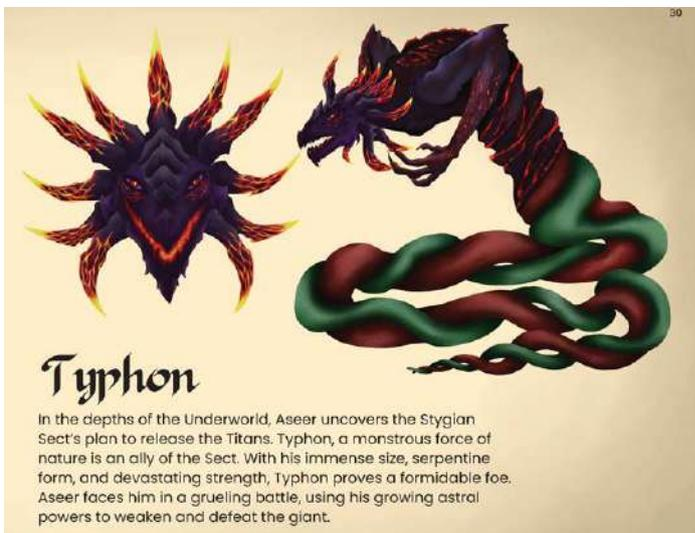 39
Typhon
In the depths of the Underworld, Aseer uncovers the Stygian
Sect's plan to release the Titans. Typhon, a monstrous force of
nature is an ally of the Sect. With his immense size, serpentine
form, and devastating strength, Typhon proves a formidable foe.
Aseer faces him in a grueling battle, using his growing astral
powers to weaken and defeat the giant.